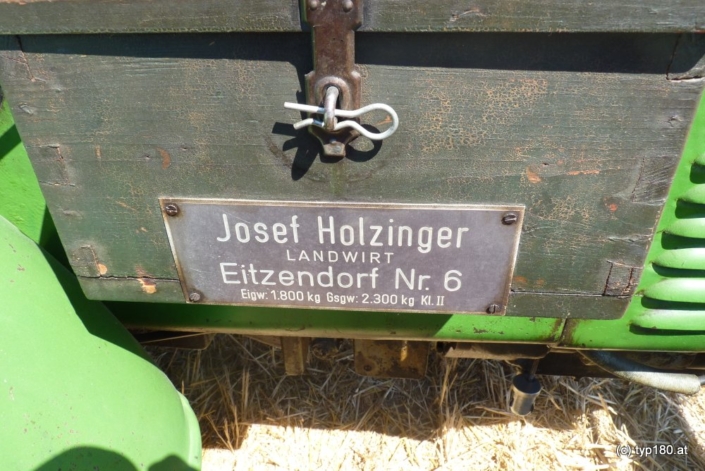 Josef Holzinger
LANDWIRT
Eitzendorf Nr. 6
Eigw: 1.800 kg Gsgw: 2.300 kg Kl. II
(c) typ180.at